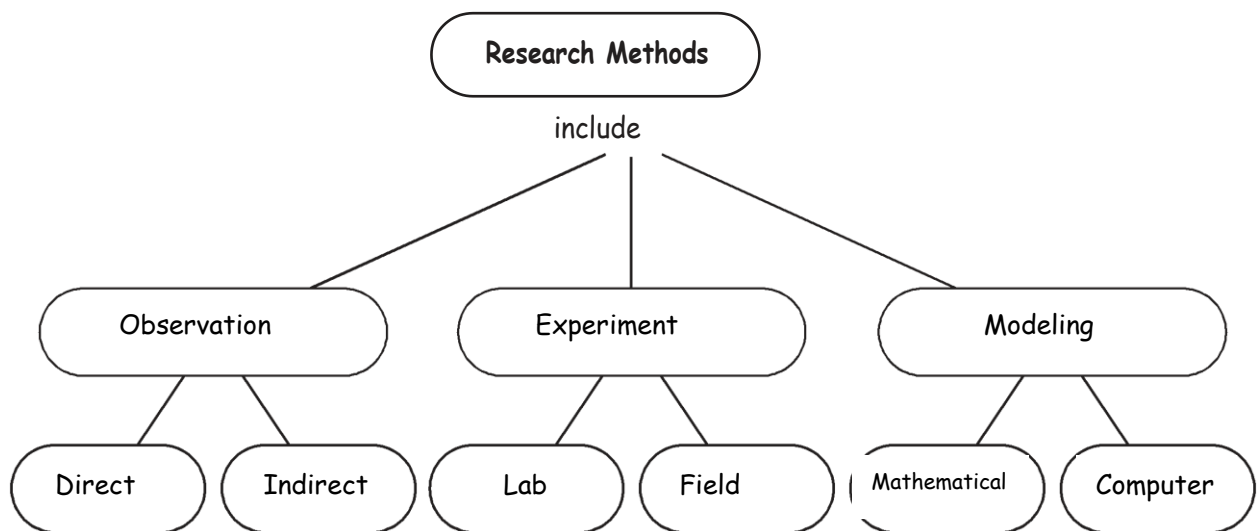 Research Methods
include
Observation
Experiment
Modeling
Direct
Indirect
Lab
Field
Mathematical
Computer